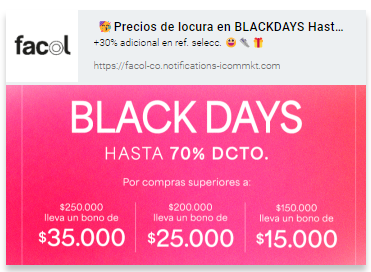 facol
Precios de locura en BLACKDAYS Hast...
+30% adicional en ref. selecc.
https://facol-co.notifications-icommkt.com
BLACK DAYS
HASTA 70% DCTO.
Por compras superiores a:
$250.000
lleva un bono de
$35.000
$200.000
lleva un bono de
$25.000
$150.000
lleva un bono de
$15.000